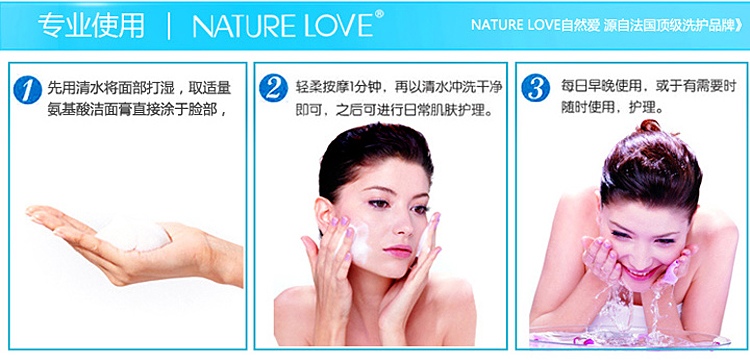 专业使用 | NATURE LOVE®
NATURE LOVE自然爱 源自法国顶级洗护品牌》
1 先用清水将面部打湿，取适量
氨基酸洁面膏直接涂于脸部，
2 轻柔按摩1分钟，再以清水冲洗干净
即可，之后可进行日常肌肤护理。
3 每日早晚使用，或于有需要时
随时使用，护理。